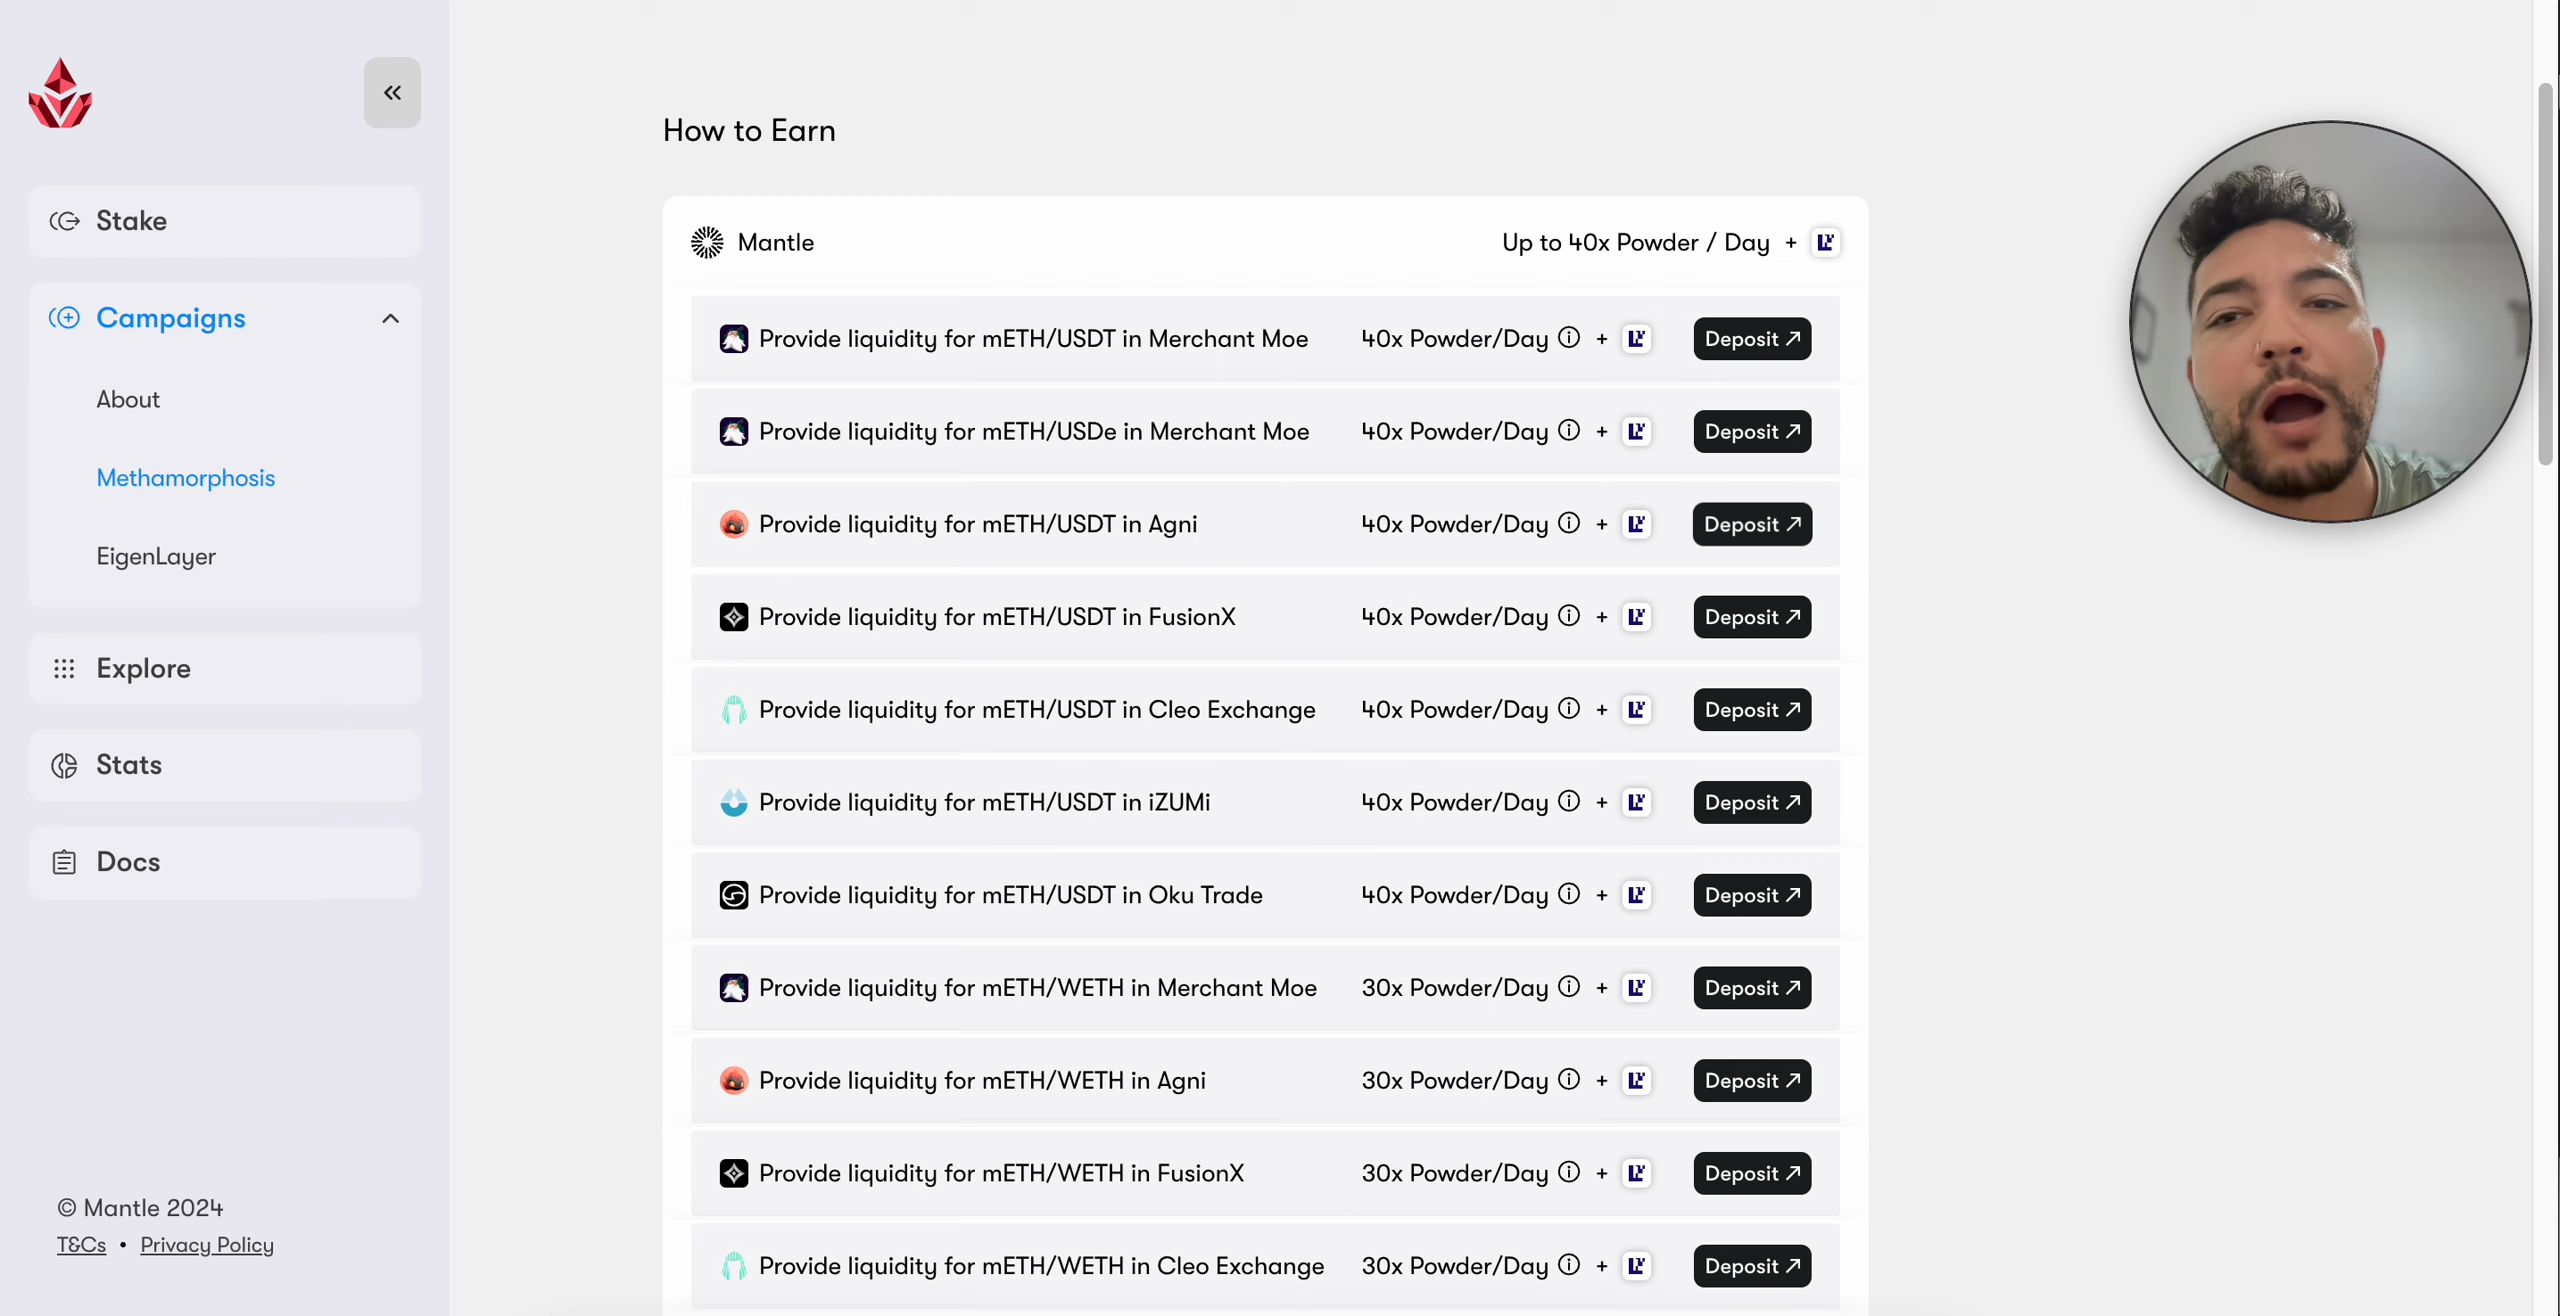 How to Earn
Stake
Campaigns
About
Methamorphosis
EigenLayer
Explore
Stats
Docs
© Mantle 2024
T&Cs • Privacy Policy
Mantle Up to 40x Powder / Day +
Provide liquidity for mETH/USDT in Merchant Moe 40x Powder/Day + Deposit
Provide liquidity for mETH/USDe in Merchant Moe 40x Powder/Day + Deposit
Provide liquidity for mETH/USDT in Agni 40x Powder/Day + Deposit
Provide liquidity for mETH/USDT in FusionX 40x Powder/Day + Deposit
Provide liquidity for mETH/USDT in Cleo Exchange 40x Powder/Day + Deposit
Provide liquidity for mETH/USDT in iZUMi 40x Powder/Day + Deposit
Provide liquidity for mETH/USDT in Oku Trade 40x Powder/Day + Deposit
Provide liquidity for mETH/WETH in Merchant Moe 30x Powder/Day + Deposit
Provide liquidity for mETH/WETH in Agni 30x Powder/Day + Deposit
Provide liquidity for mETH/WETH in FusionX 30x Powder/Day + Deposit
Provide liquidity for mETH/WETH in Cleo Exchange 30x Powder/Day + Deposit